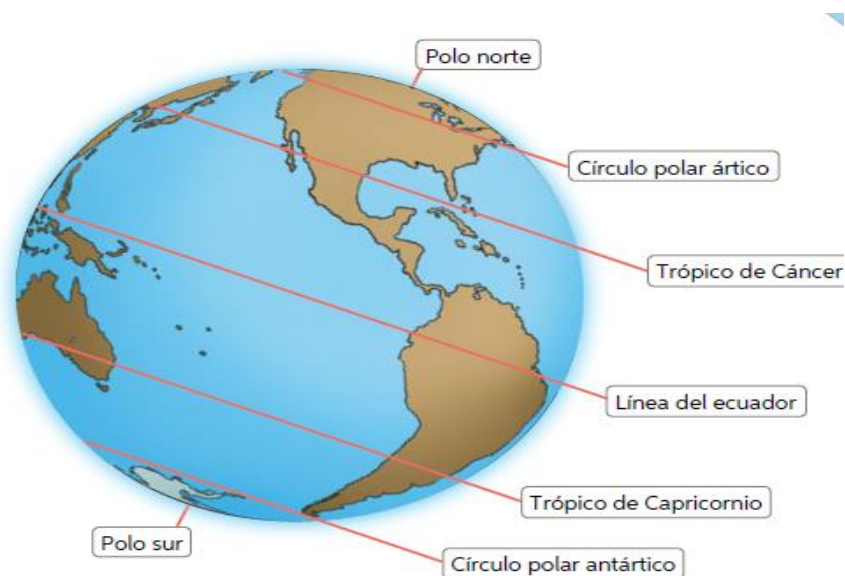 Polo norte
Círculo polar ártico
Trópico de Cáncer
Línea del ecuador
Trópico de Capricornio
Polo sur
Círculo polar antártico